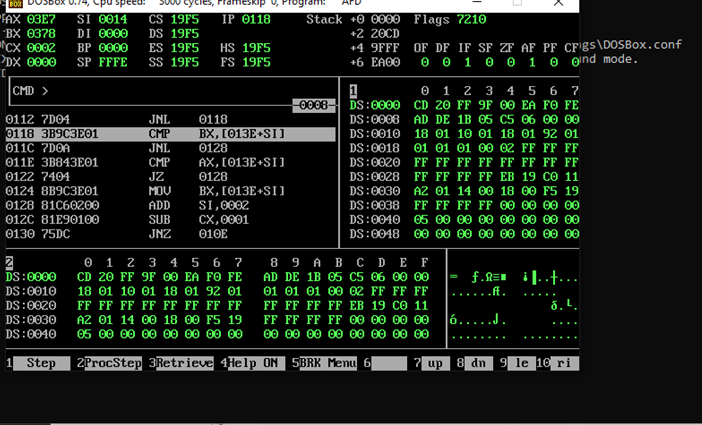 DOSBox 0.74, Cpu speed: 5000 cycles, Frameskip 0, Program: AFD
AX 03E7 SI 0014 CS 19F5 IP 0118 Stack +0 0000 Flags 7210
BX 0378 DI 0000 DS 19F5 +2 20CD
CX 0002 BP 0000 ES 19F5 HS 19F5 +4 9FFF OF DF IF SF ZF AF PF CF
DX 0000 SP FFFE SS 19F5 FS 19F5 +6 EA00 0 0 1 0 0 1 0 0
gs\DOSBox.conf
nd mode.
CMD >
0008
0112 7D04 JNL 0118
0118 3B9C3E01 CMP BX,[013E+SI]
011C 7D0A JNL 0128
011E 3B843E01 CMP AX,[013E+SI]
0122 7404 JZ 0128
0124 8B9C3E01 MOV BX,[013E+SI]
0128 81C60200 ADD SI,0002
012C 81E90100 SUB CX,0001
0130 75DC JNZ 010E
1 0 1 2 3 4 5 6 7
DS:0000 CD 20 FF 9F 00 EA F0 FE
DS:0008 AD DE 1B 05 C5 06 00 00
DS:0010 18 01 10 01 18 01 92 01
DS:0018 01 01 01 00 02 FF FF FF
DS:0020 FF FF FF FF FF FF FF FF
DS:0028 FF FF FF FF EB 19 C0 11
DS:0030 A2 01 14 00 18 00 F5 19
DS:0038 FF FF FF FF 00 00 00 00
DS:0040 05 00 00 00 00 00 00 00
DS:0048 00 00 00 00 00 00 00 00
2 0 1 2 3 4 5 6 7 8 9 A B C D E F
DS:0000 CD 20 FF 9F 00 EA F0 FE AD DE 1B 05 C5 06 00 00
DS:0010 18 01 10 01 18 01 92 01 01 01 01 00 02 FF FF FF
DS:0020 FF FF FF FF FF FF FF FF FF FF FF FF EB 19 C0 11
DS:0030 A2 01 14 00 18 00 F5 19 FF FF FF FF 00 00 00 00
DS:0040 05 00 00 00 00 00 00 00 00 00 00 00 00 00 00 00
1 Step 2 ProcStep 3 Retrieve 4 Help ON 5 BRK Menu 6 7 up 8 dn 9 le 10 ri